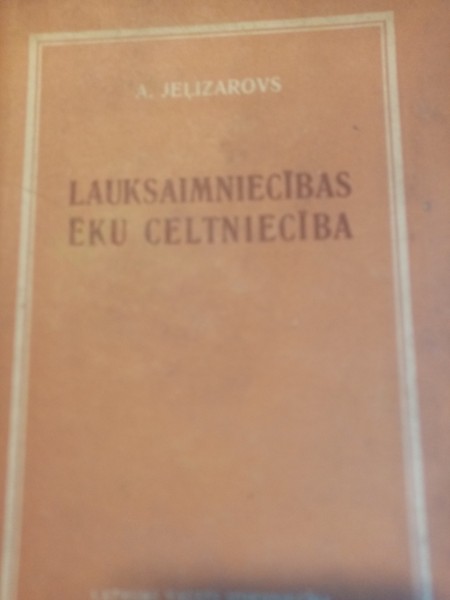 A. JEĻIZAROVS
LAUKSAIMNIECĪBAS
ĒKU CELTNIECĪBA